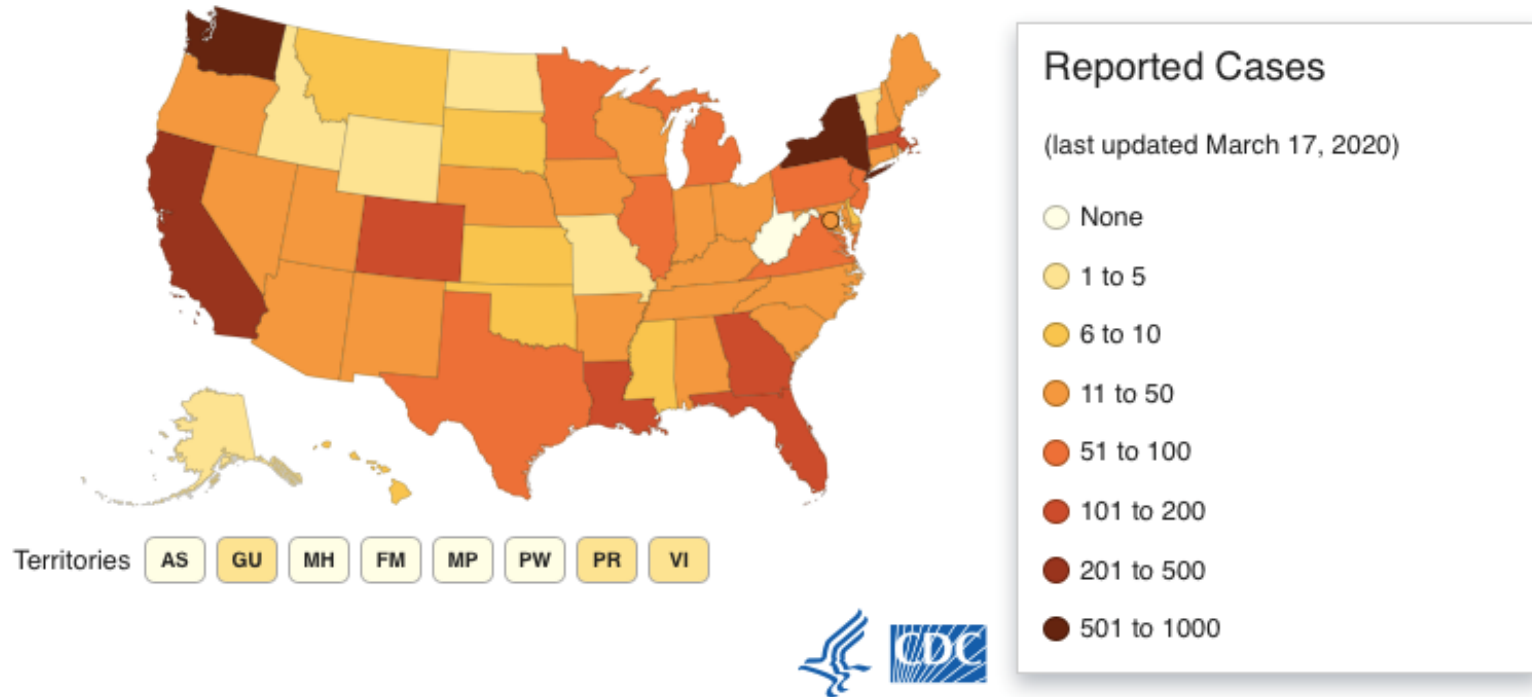 Reported Cases
(last updated March 17, 2020)
None
1 to 5
6 to 10
11 to 50
51 to 100
101 to 200
201 to 500
501 to 1000
Territories AS GU MH FM MP PW PR VI
CDC